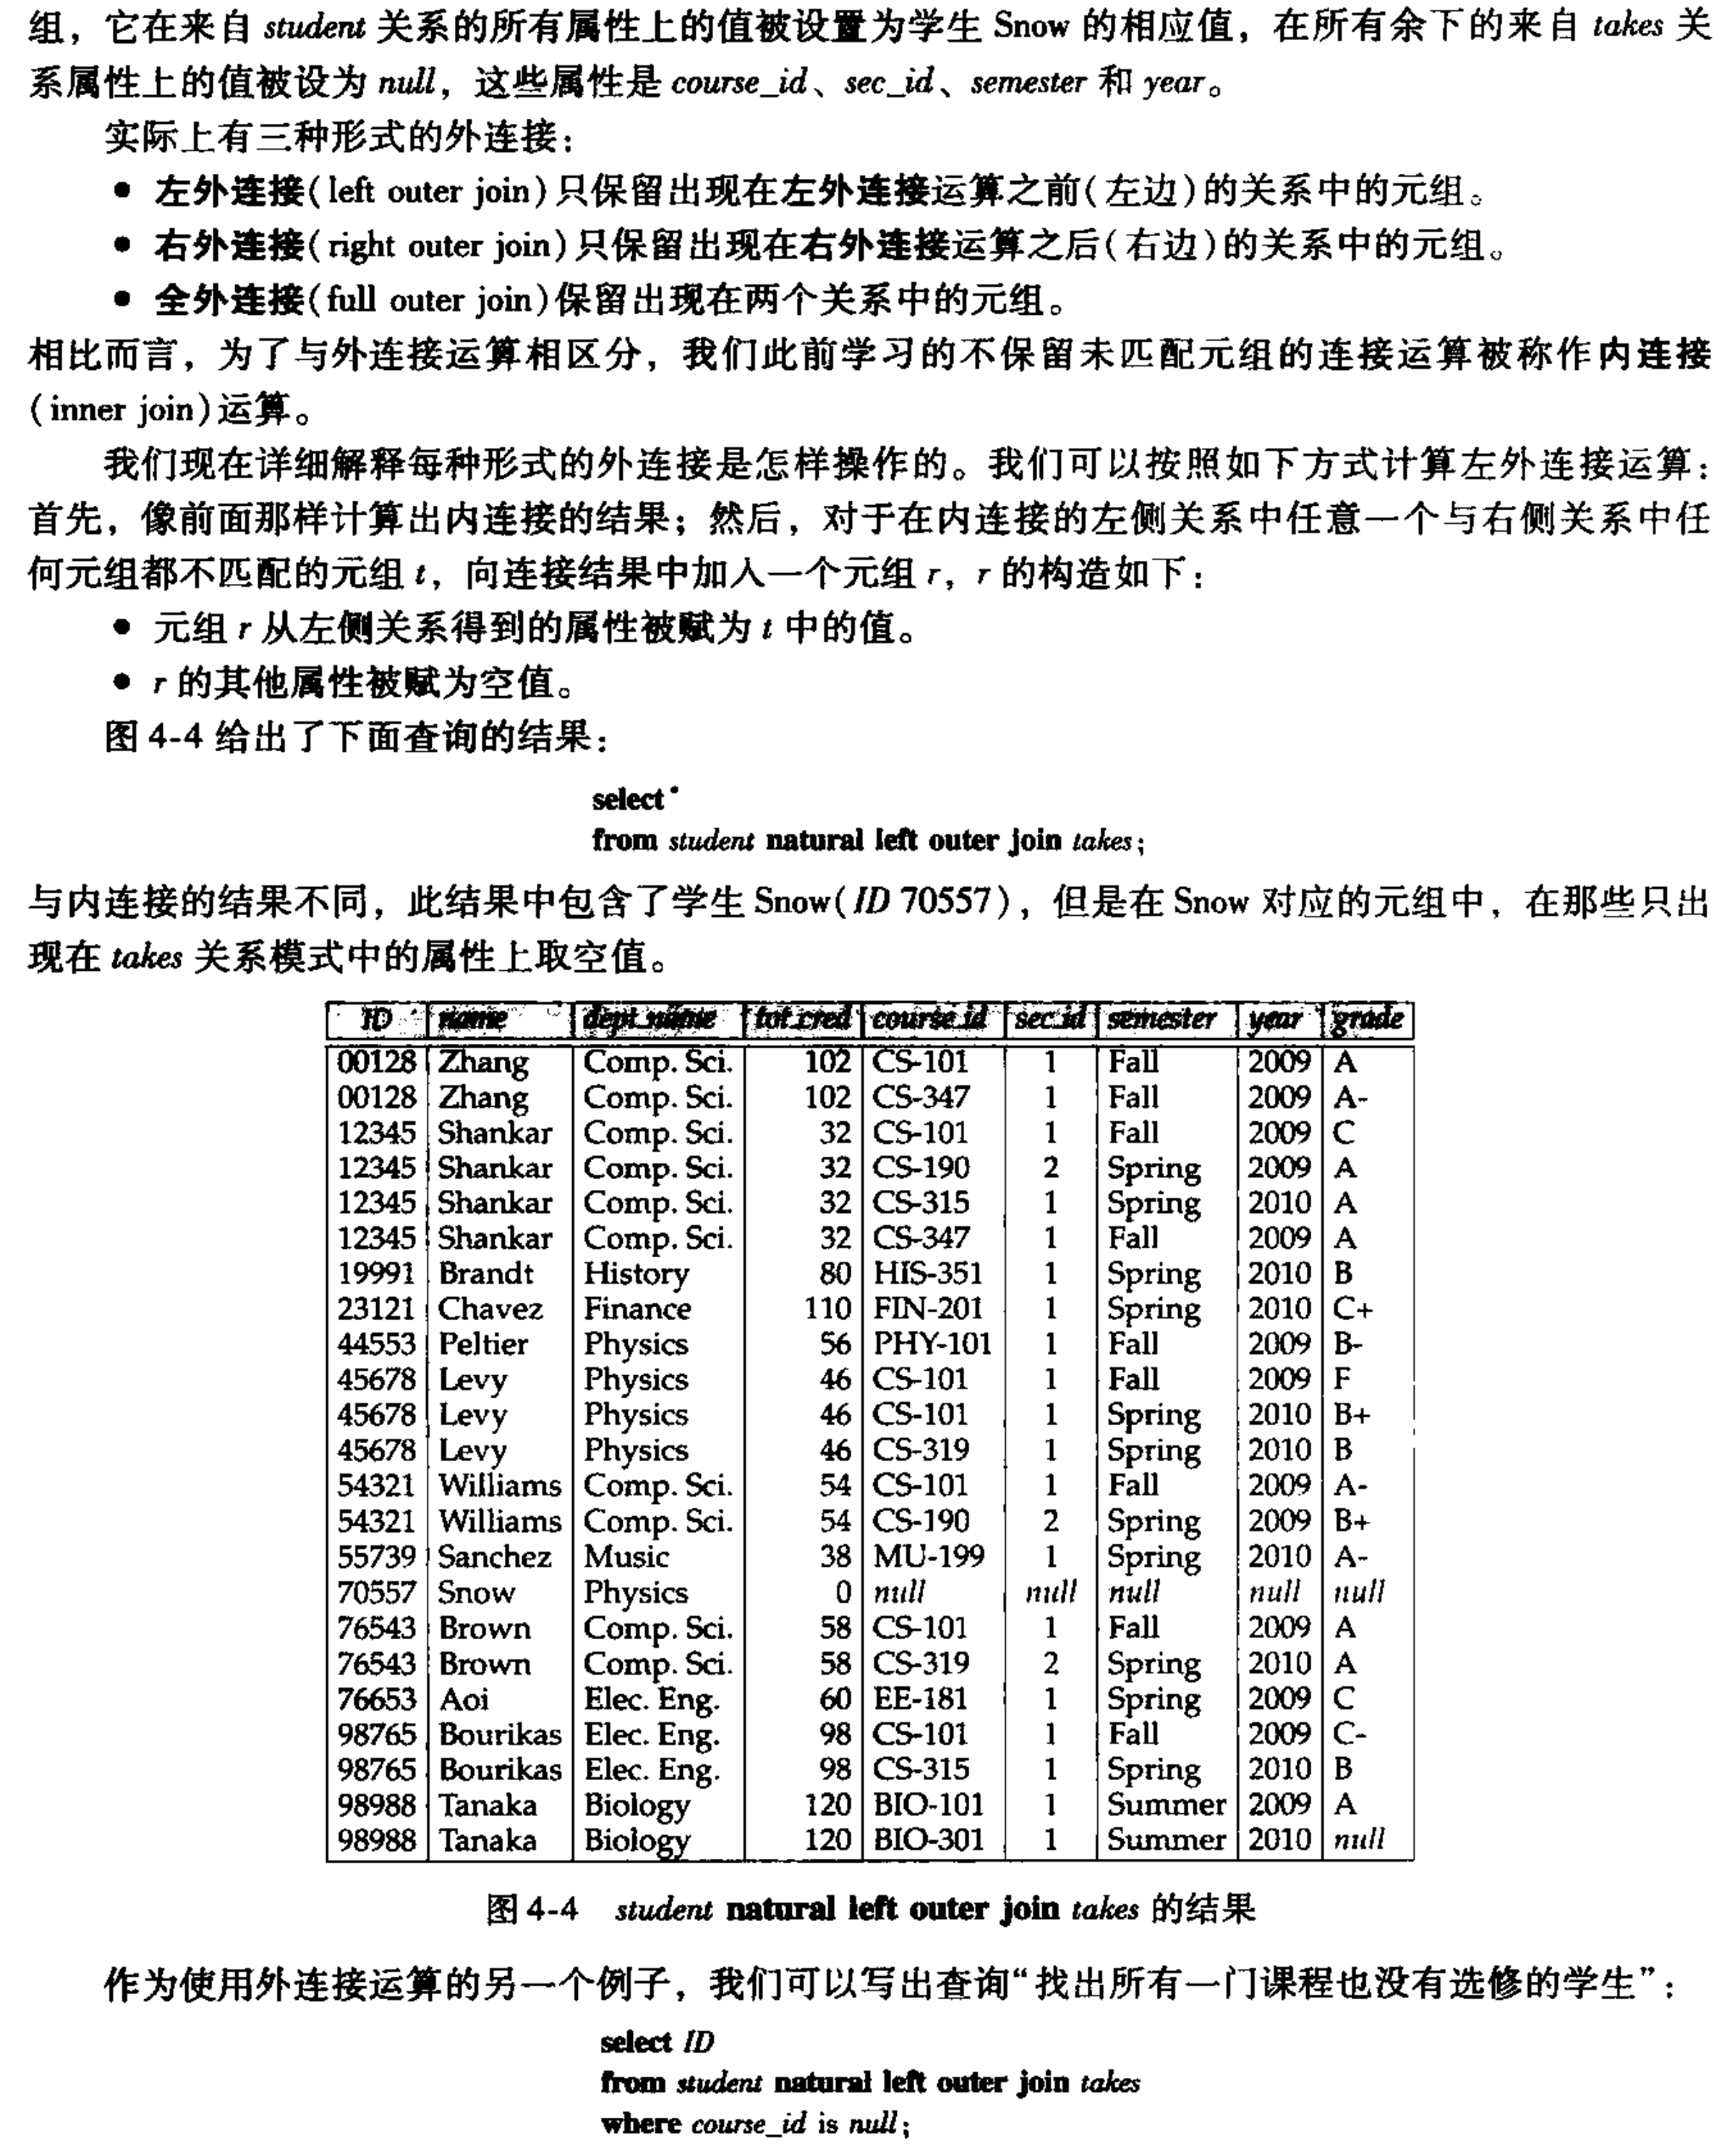 组，它在来自 student 关系的所有属性上的值被设置为学生 Snow 的相应值，在所有余下的来自 takes 关
系属性上的值被设为 null，这些属性是 course_id、sec_id、semester 和 year。
实际上有三种形式的外连接：
● 左外连接(left outer join)只保留出现在左外连接运算之前(左边)的关系中的元组。
● 右外连接(right outer join)只保留出现在右外连接运算之后(右边)的关系中的元组。
● 全外连接(full outer join)保留出现在两个关系中的元组。
相比而言，为了与外连接运算相区分，我们此前学习的不保留未匹配元组的连接运算被称作内连接
(inner join)运算。
我们现在详细解释每种形式的外连接是怎样操作的。我们可以按照如下方式计算左外连接运算：
首先，像前面那样计算出内连接的结果；然后，对于在内连接的左侧关系中任意一个与右侧关系中任
何元组都不匹配的元组 t，向连接结果中加入一个元组 r，r 的构造如下：
● 元组 r 从左侧关系得到的属性被赋为 t 中的值。
● r 的其他属性被赋为空值。
图 4-4 给出了下面查询的结果：
select *
from student natural left outer join takes;
与内连接的结果不同，此结果中包含了学生 Snow(ID 70557)，但是在 Snow 对应的元组中，在那些只出
现在 takes 关系模式中的属性上取空值。
ID name dept_name tot_cred course_id sec_id semester year grade
00128 Zhang Comp. Sci. 102 CS-101 1 Fall 2009 A
00128 Zhang Comp. Sci. 102 CS-347 1 Fall 2009 A-
12345 Shankar Comp. Sci. 32 CS-101 1 Fall 2009 C
12345 Shankar Comp. Sci. 32 CS-190 2 Spring 2009 A
12345 Shankar Comp. Sci. 32 CS-315 1 Spring 2010 A
12345 Shankar Comp. Sci. 32 CS-347 1 Fall 2009 A
19991 Brandt History 80 HIS-351 1 Spring 2010 B
23121 Chavez Finance 110 FIN-201 1 Spring 2010 C+
44553 Peltier Physics 56 PHY-101 1 Fall 2009 B-
45678 Levy Physics 46 CS-101 1 Fall 2009 F
45678 Levy Physics 46 CS-101 1 Spring 2010 B+
45678 Levy Physics 46 CS-319 1 Spring 2010 B
54321 Williams Comp. Sci. 54 CS-101 1 Fall 2009 A-
54321 Williams Comp. Sci. 54 CS-190 2 Spring 2009 B+
55739 Sanchez Music 38 MU-199 1 Spring 2010 A-
70557 Snow Physics 0 null null null null null
76543 Brown Comp. Sci. 58 CS-101 1 Fall 2009 A
76543 Brown Comp. Sci. 58 CS-319 2 Spring 2010 A
76653 Aoi Elec. Eng. 60 EE-181 1 Spring 2009 C
98765 Bourikas Elec. Eng. 98 CS-101 1 Fall 2009 C-
98765 Bourikas Elec. Eng. 98 CS-315 1 Spring 2010 B
98988 Tanaka Biology 120 BIO-101 1 Summer 2009 A
98988 Tanaka Biology 120 BIO-301 1 Summer 2010 null
图 4-4 student natural left outer join takes 的结果
作为使用外连接运算的另一个例子，我们可以写出查询“找出所有一门课程也没有选修的学生”：
select ID
from student natural left outer join takes
where course_id is null;